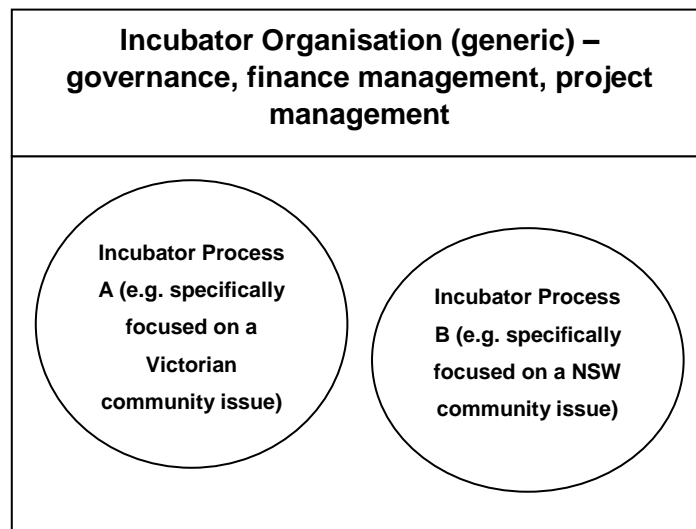 Incubator Organisation (generic) –
governance, finance management, project
management
Incubator Process
A (e.g. specifically
focused on a
Victorian
community issue)
Incubator Process
B (e.g. specifically
focused on a NSW
community issue)